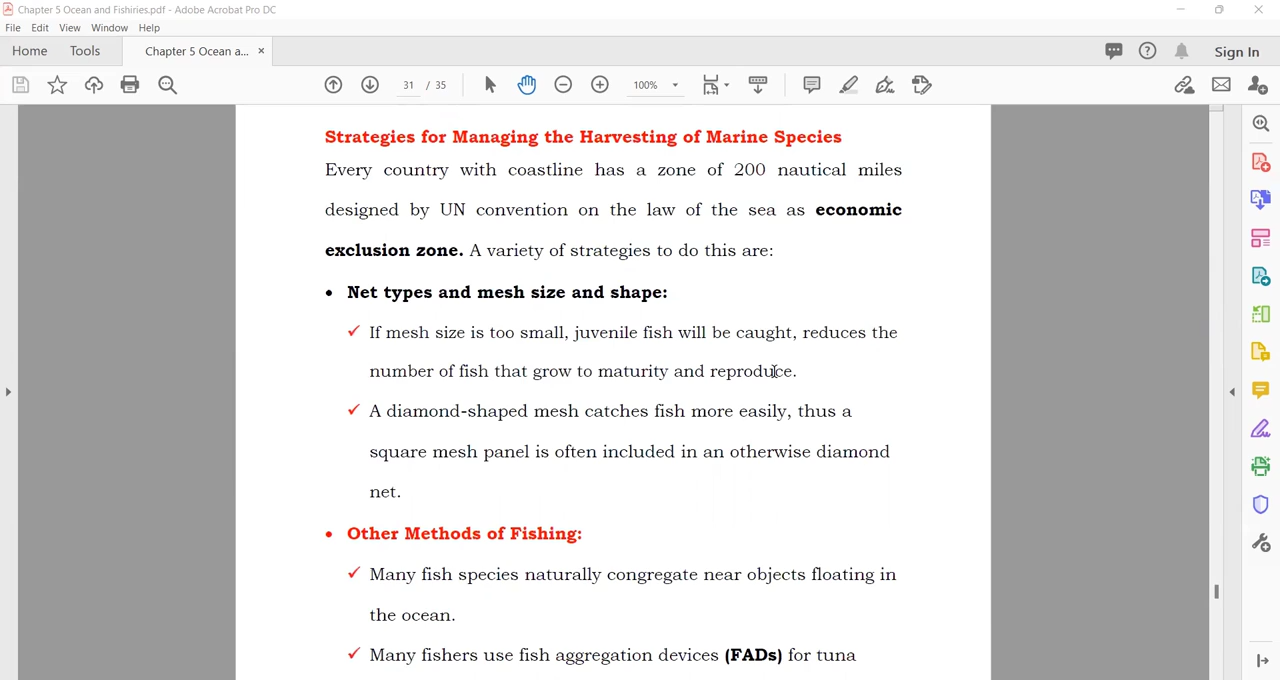 Chapter 5 Ocean and Fishiries.pdf - Adobe Acrobat Pro DC
File Edit View Window Help
Home Tools Chapter 5 Ocean a... × Sign In
31 / 35 100%
Strategies for Managing the Harvesting of Marine Species
Every country with coastline has a zone of 200 nautical miles
designed by UN convention on the law of the sea as economic
exclusion zone. A variety of strategies to do this are:
• Net types and mesh size and shape:
✓ If mesh size is too small, juvenile fish will be caught, reduces the
number of fish that grow to maturity and reproduce.
✓ A diamond-shaped mesh catches fish more easily, thus a
square mesh panel is often included in an otherwise diamond
net.
• Other Methods of Fishing:
✓ Many fish species naturally congregate near objects floating in
the ocean.
✓ Many fishers use fish aggregation devices (FADs) for tuna